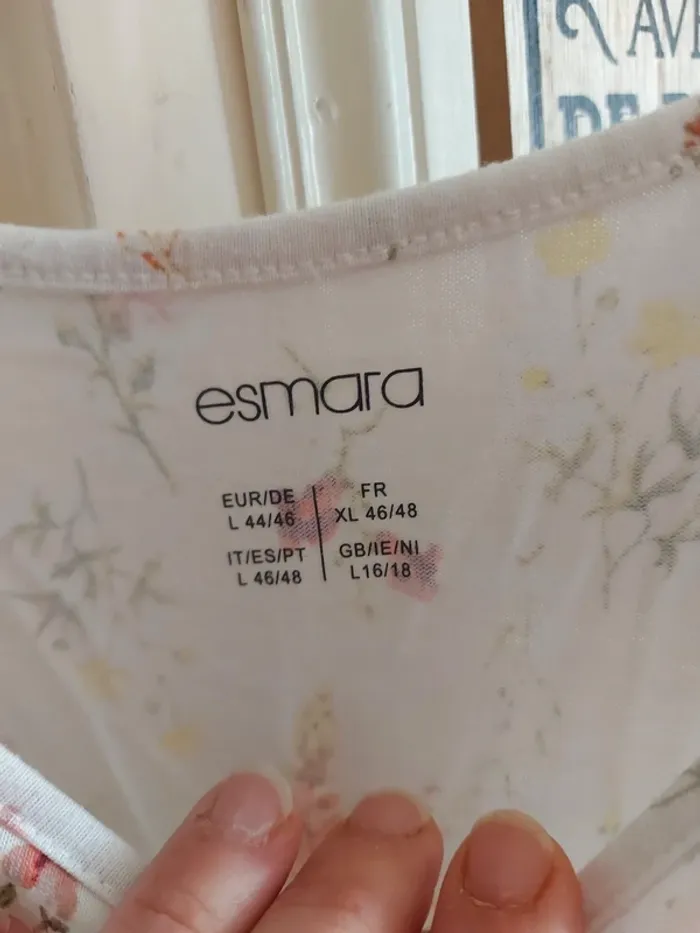 AVI
esmara
EUR/DE
L 44/46
IT/ES/PT
L 46/48
FR
XL 46/48
GB/IE/NI
L16/18